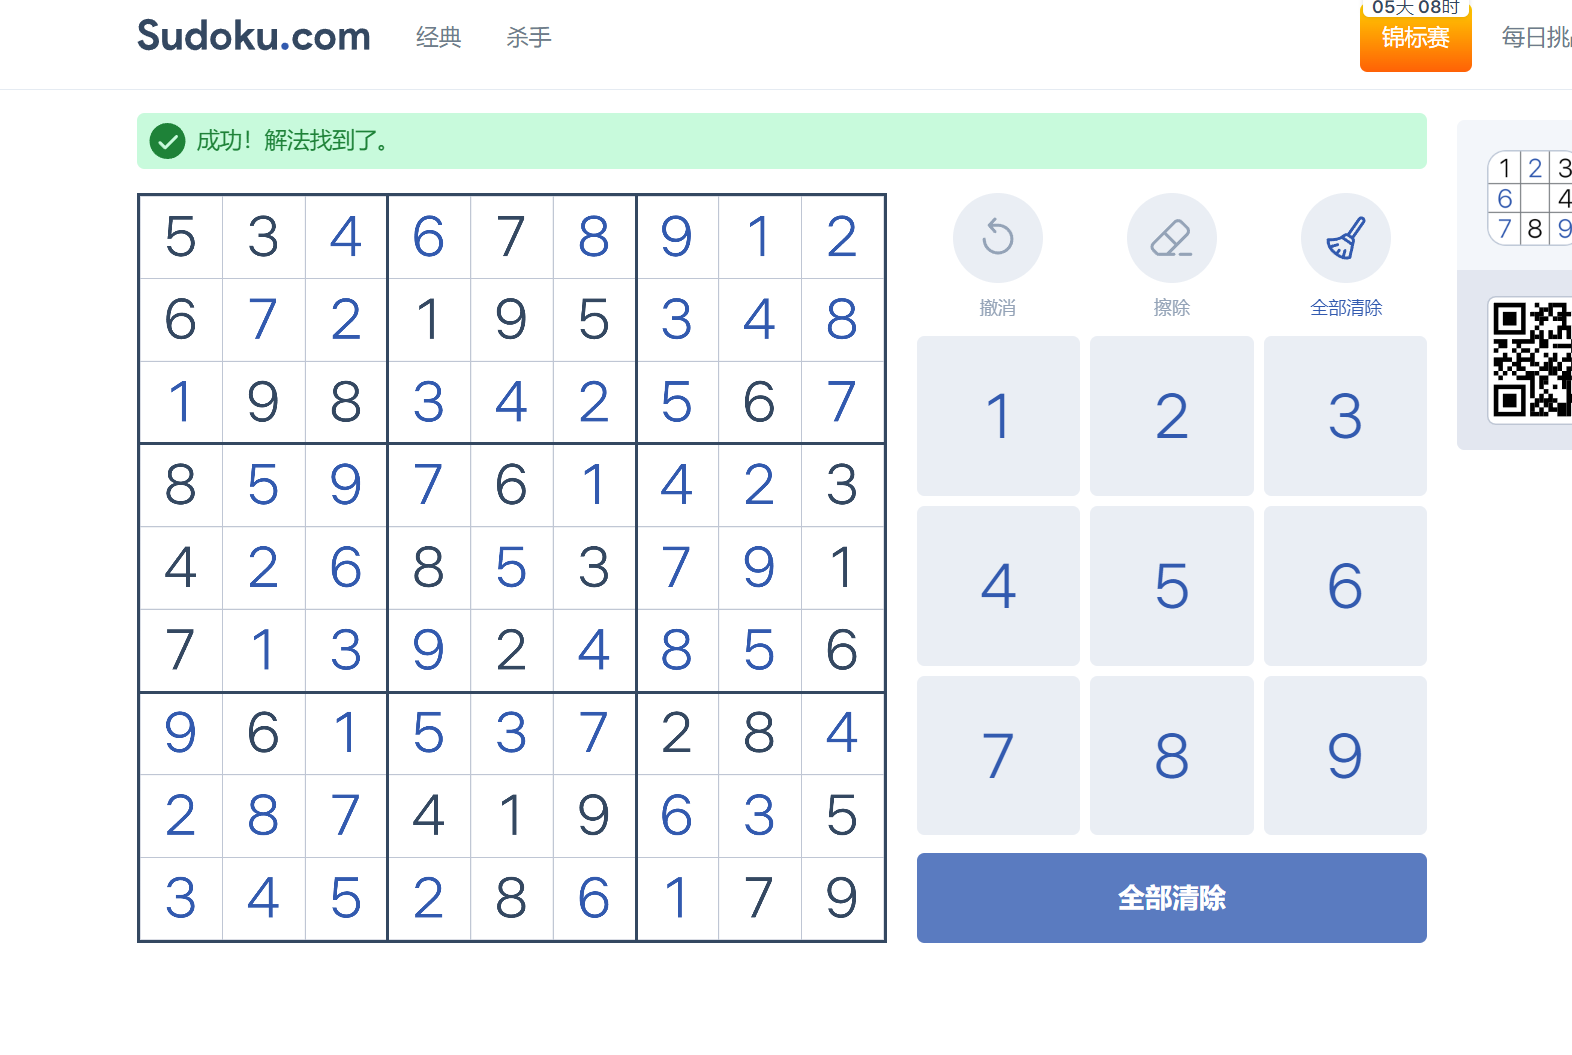 05天 08时
Sudoku.com 经典 杀手 锦标赛 每日挑
成功！解法找到了。
5 3 4 6 7 8 9 1 2
6 7 2 1 9 5 3 4 8
1 9 8 3 4 2 5 6 7
8 5 9 7 6 1 4 2 3
4 2 6 8 5 3 7 9 1
7 1 3 9 2 4 8 5 6
9 6 1 5 3 7 2 8 4
2 8 7 4 1 9 6 3 5
3 4 5 2 8 6 1 7 9
撤消 擦除 全部清除
1 2 3
4 5 6
7 8 9
全部清除
1 2 3
6 4
7 8 9